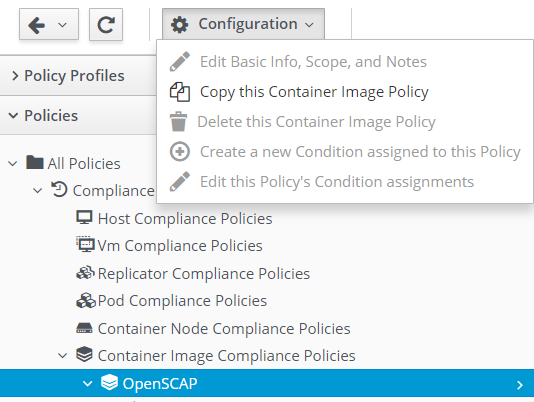 Configuration
Edit Basic Info, Scope, and Notes
Copy this Container Image Policy
Delete this Container Image Policy
Create a new Condition assigned to this Policy
Edit this Policy's Condition assignments
Policy Profiles
Policies
All Policies
Compliance
Host Compliance Policies
Vm Compliance Policies
Replicator Compliance Policies
Pod Compliance Policies
Container Node Compliance Policies
Container Image Compliance Policies
OpenSCAP